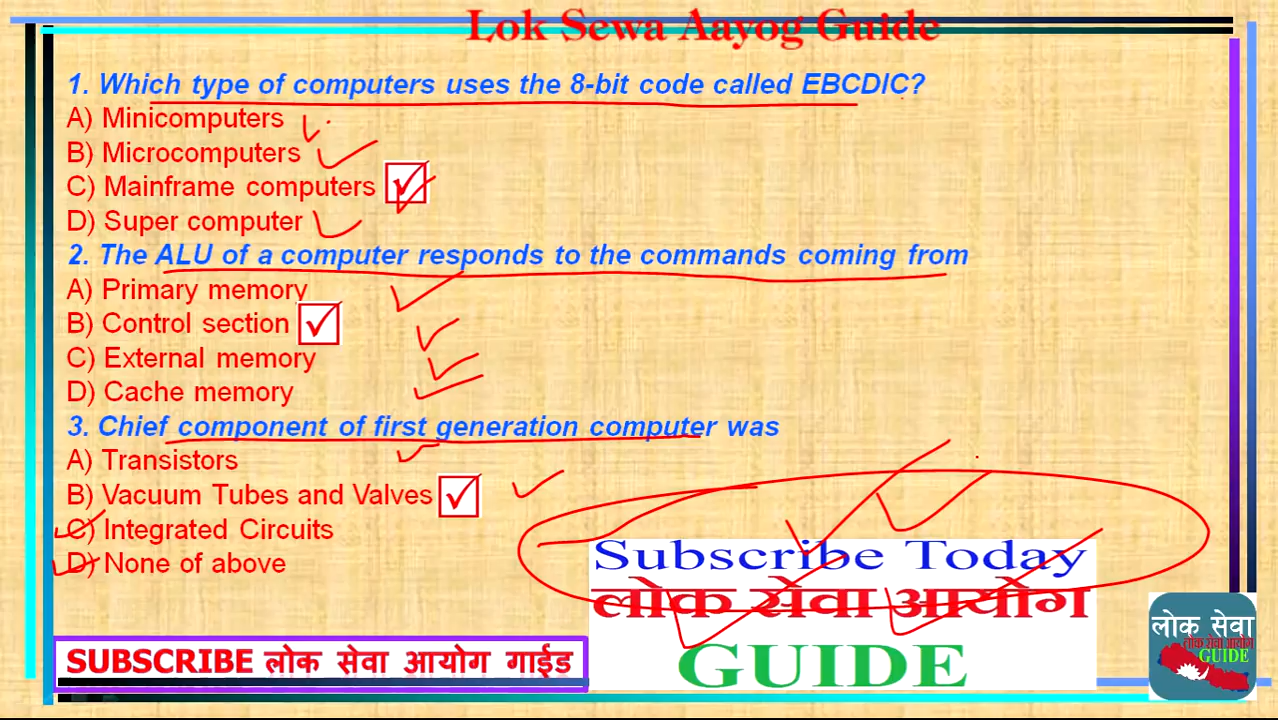 Lok Sewa Aayog Guide
1. Which type of computers uses the 8-bit code called EBCDIC?
A) Minicomputers
B) Microcomputers
C) Mainframe computers
D) Super computer
2. The ALU of a computer responds to the commands coming from
A) Primary memory
B) Control section
C) External memory
D) Cache memory
3. Chief component of first generation computer was
A) Transistors
B) Vacuum Tubes and Valves
C) Integrated Circuits
D) None of above
Subscribe Today
लोक सेवा आयोग
GUIDE
SUBSCRIBE लोक सेवा आयोग गाईड
लोक सेवा
लोक सेवा आयोग
GUIDE